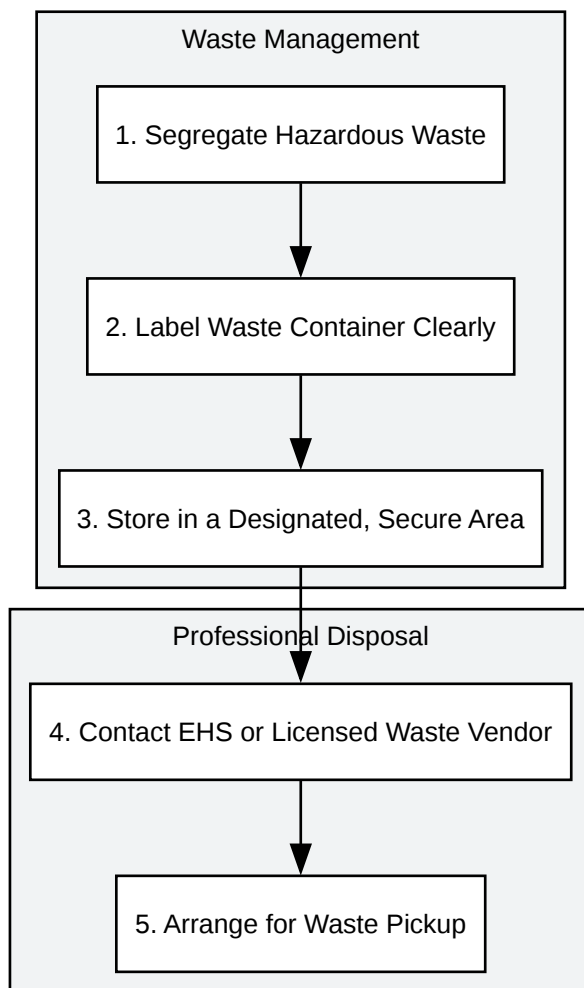 Waste Management
1. Segregate Hazardous Waste
2. Label Waste Container Clearly
3. Store in a Designated, Secure Area
Professional Disposal
4. Contact EHS or Licensed Waste Vendor
5. Arrange for Waste Pickup